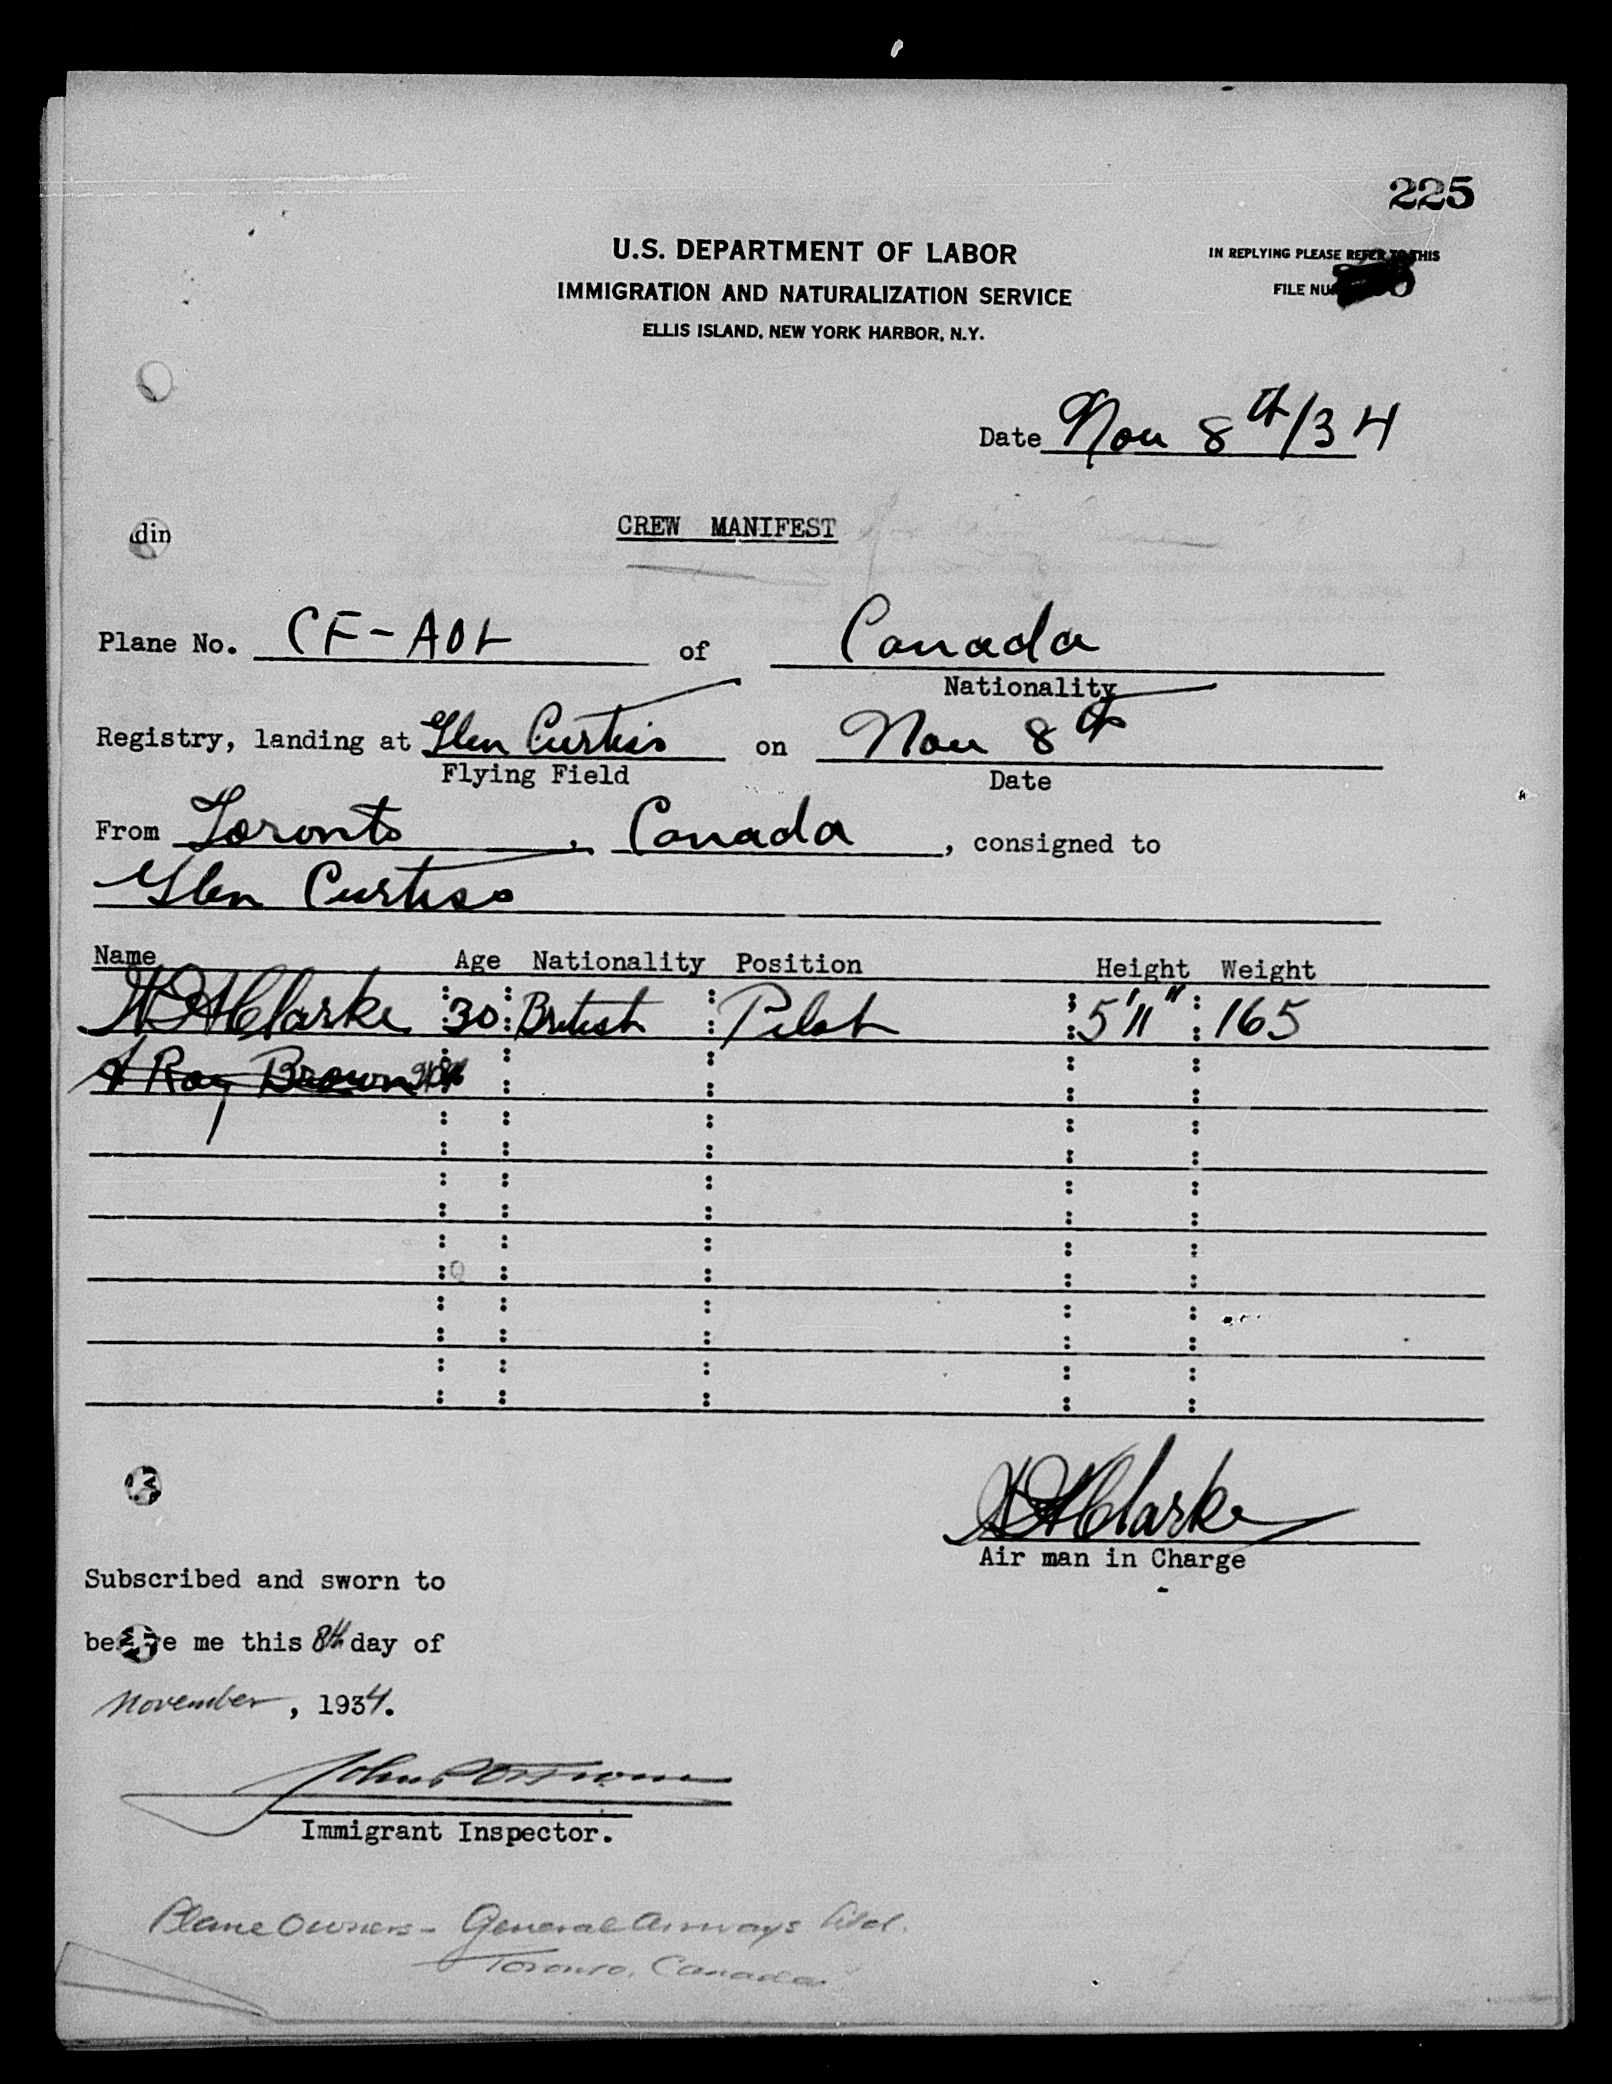 225
U.S. DEPARTMENT OF LABOR
IMMIGRATION AND NATURALIZATION SERVICE
ELLIS ISLAND, NEW YORK HARBOR, N.Y.
IN REPLYING PLEASE REFER TO THIS
FILE NU
Date Nov 8th/34
din
CREW MANIFEST
Plane No. CF-AOL of Canada
Nationality
Registry, landing at Glen Curtiss on Nov 8th
Flying Field Date
From Toronto, Canada, consigned to
Glen Curtiss
Name Age Nationality Position Height Weight
Clarke 30 British Pilot 5'11" 165
A Roy Brown
Clarke
Air man in Charge
Subscribed and sworn to
before me this 8th day of
November, 1934.
John
Immigrant Inspector.
Plane Owners - General Airways Ltd.
Toronto, Canada